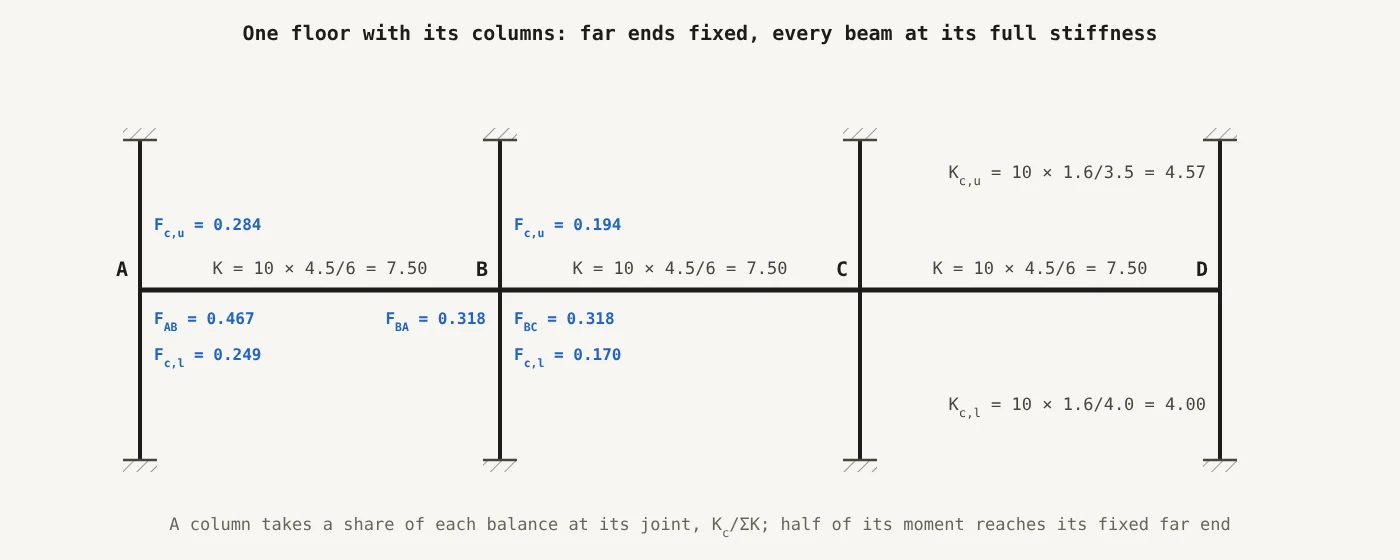 One floor with its columns: far ends fixed, every beam at its full stiffness
K_c,u = 10 × 1.6/3.5 = 4.57
F_c,u = 0.284
F_c,u = 0.194
A
K = 10 × 4.5/6 = 7.50
B
K = 10 × 4.5/6 = 7.50
C
K = 10 × 4.5/6 = 7.50
D
F_AB = 0.467
F_BA = 0.318
F_BC = 0.318
F_c,l = 0.249
F_c,l = 0.170
K_c,l = 10 × 1.6/4.0 = 4.00
A column takes a share of each balance at its joint, K_c/ΣK; half of its moment reaches its fixed far end